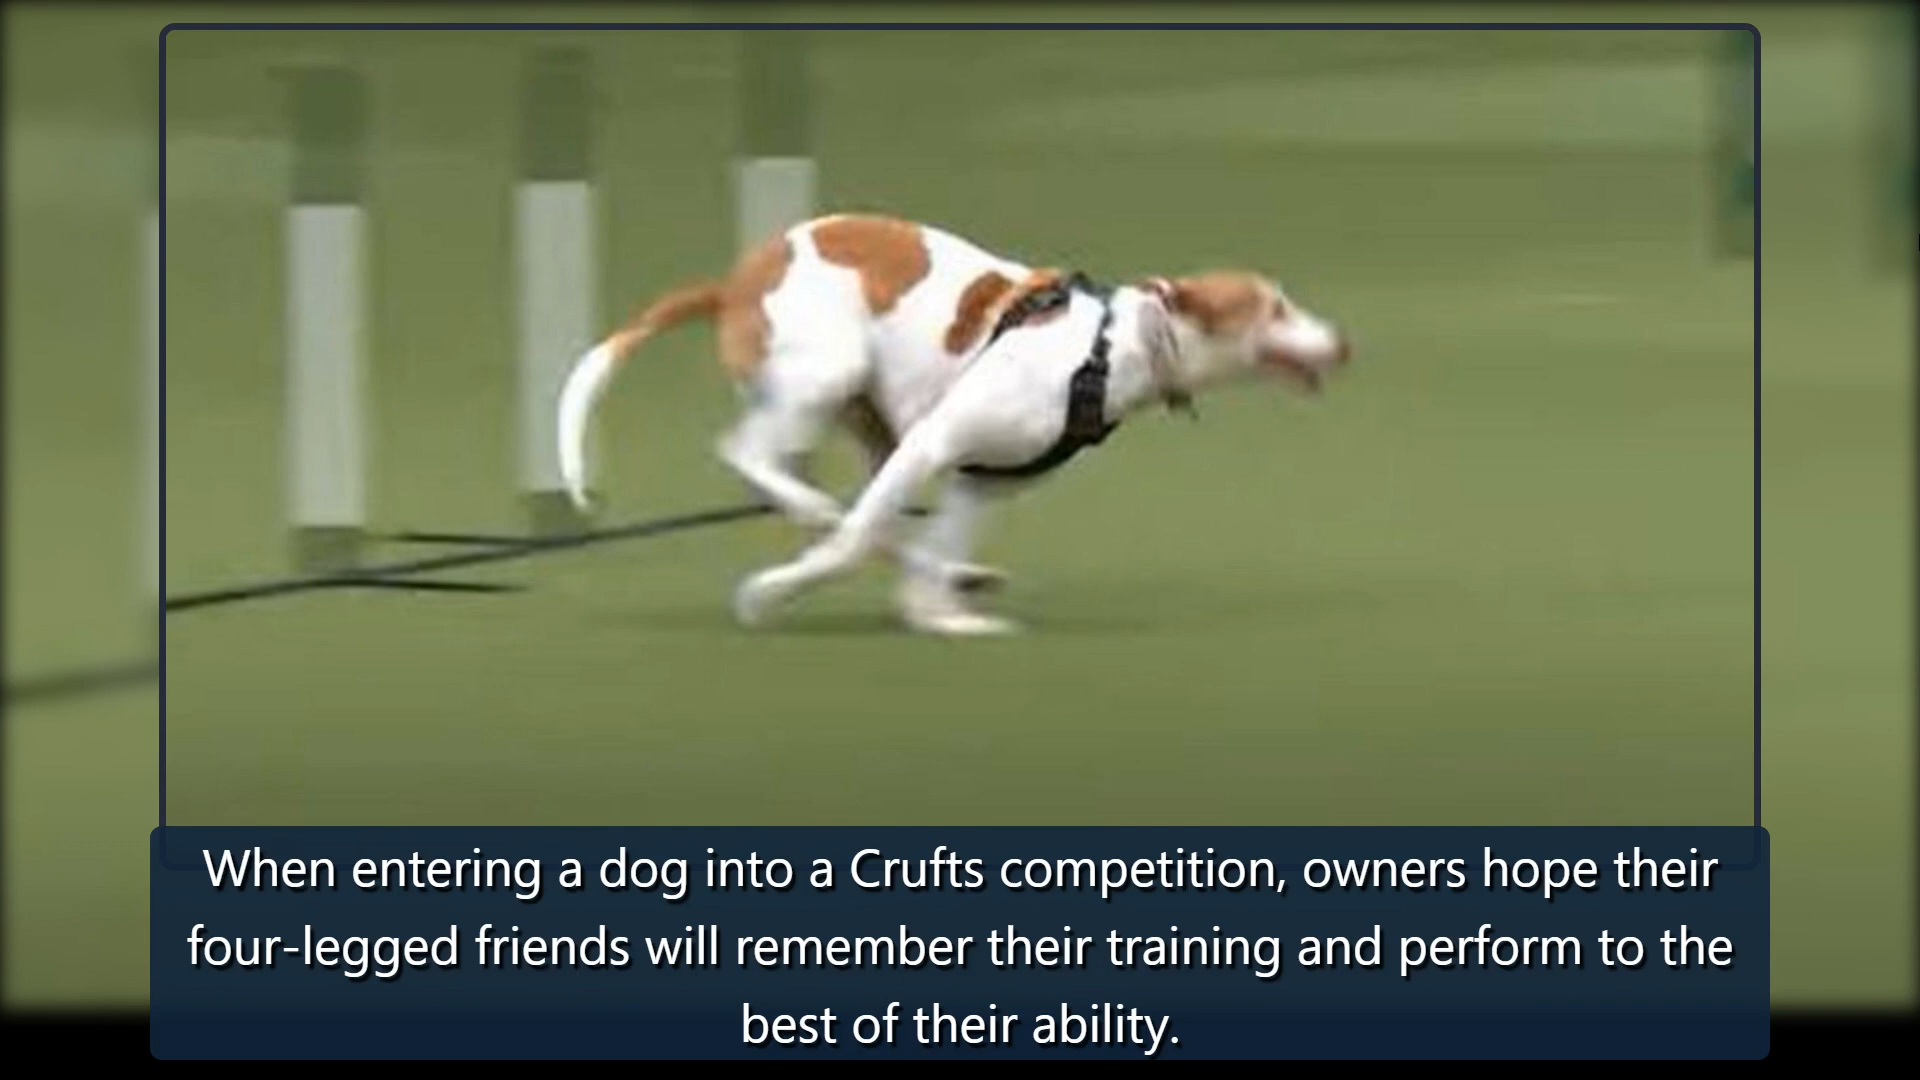 When entering a dog into a Crufts competition, owners hope their
four-legged friends will remember their training and perform to the
best of their ability.